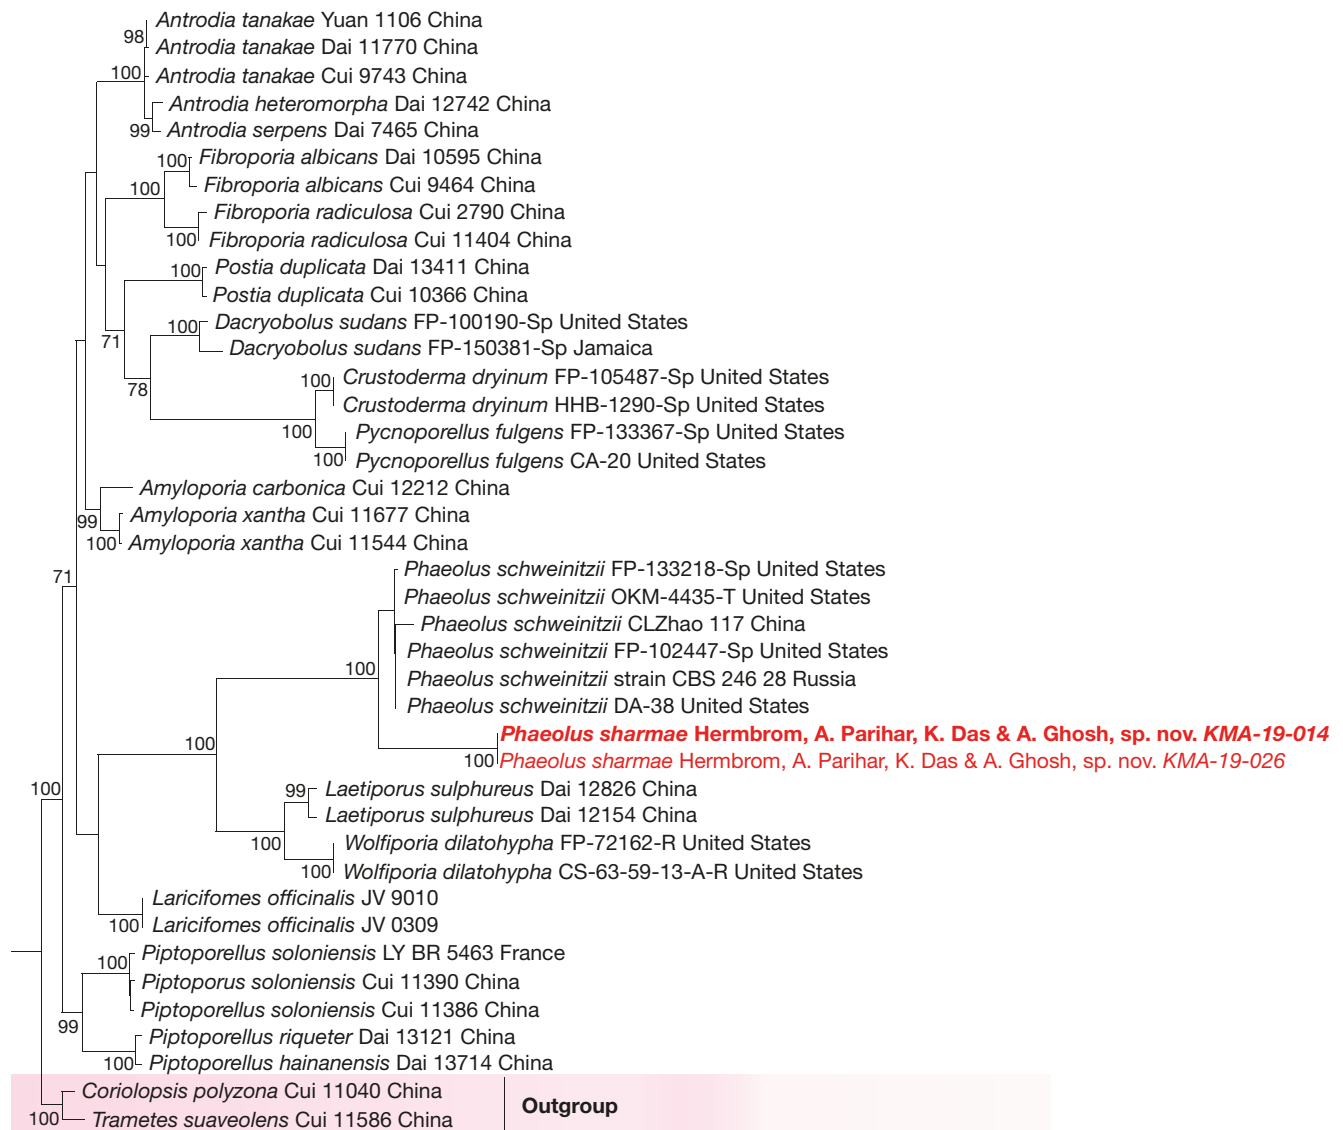 Antrodia tanakae Yuan 1106 China
98
Antrodia tanakae Dai 11770 China
100
Antrodia tanakae Cui 9743 China
Antrodia heteromorpha Dai 12742 China
99
Antrodia serpens Dai 7465 China
100
Fibroporia albicans Dai 10595 China
100
Fibroporia albicans Cui 9464 China
Fibroporia radiculosa Cui 2790 China
100
Fibroporia radiculosa Cui 11404 China
100
Postia duplicata Dai 13411 China
Postia duplicata Cui 10366 China
71
100
Dacryobolus sudans FP-100190-Sp United States
Dacryobolus sudans FP-150381-Sp Jamaica
78
100
Crustoderma dryinum FP-105487-Sp United States
Crustoderma dryinum HHB-1290-Sp United States
100
Pycnoporellus fulgens FP-133367-Sp United States
100
Pycnoporellus fulgens CA-20 United States
Amyloporia carbonica Cui 12212 China
99
Amyloporia xantha Cui 11677 China
100
Amyloporia xantha Cui 11544 China
71
Phaeolus schweinitzii FP-133218-Sp United States
Phaeolus schweinitzii OKM-4435-T United States
Phaeolus schweinitzii CLZhao 117 China
Phaeolus schweinitzii FP-102447-Sp United States
100
Phaeolus schweinitzii strain CBS 246 28 Russia
Phaeolus schweinitzii DA-38 United States
100
Phaeolus sharmae Hermbrom, A. Parihar, K. Das & A. Ghosh, sp. nov. KMA-19-014
100
Phaeolus sharmae Hermbrom, A. Parihar, K. Das & A. Ghosh, sp. nov. KMA-19-026
100
99
Laetiporus sulphureus Dai 12826 China
Laetiporus sulphureus Dai 12154 China
100
Wolfiporia dilatohypha FP-72162-R United States
100
Wolfiporia dilatohypha CS-63-59-13-A-R United States
Laricifomes officinalis JV 9010
100
Laricifomes officinalis JV 0309
Piptoporellus soloniensis LY BR 5463 France
100
Piptoporus soloniensis Cui 11390 China
Piptoporellus soloniensis Cui 11386 China
99
Piptoporellus riqueter Dai 13121 China
100
Piptoporellus hainanensis Dai 13714 China
Coriolopsis polyzona Cui 11040 China
100
Trametes suaveolens Cui 11586 China
Outgroup